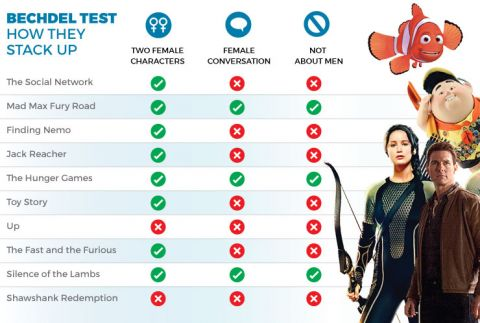 BECHDEL TEST
HOW THEY
STACK UP
TWO FEMALE
CHARACTERS
FEMALE
CONVERSATION
NOT
ABOUT MEN
The Social Network
Mad Max Fury Road
Finding Nemo
Jack Reacher
The Hunger Games
Toy Story
Up
The Fast and the Furious
Silence of the Lambs
Shawshank Redemption